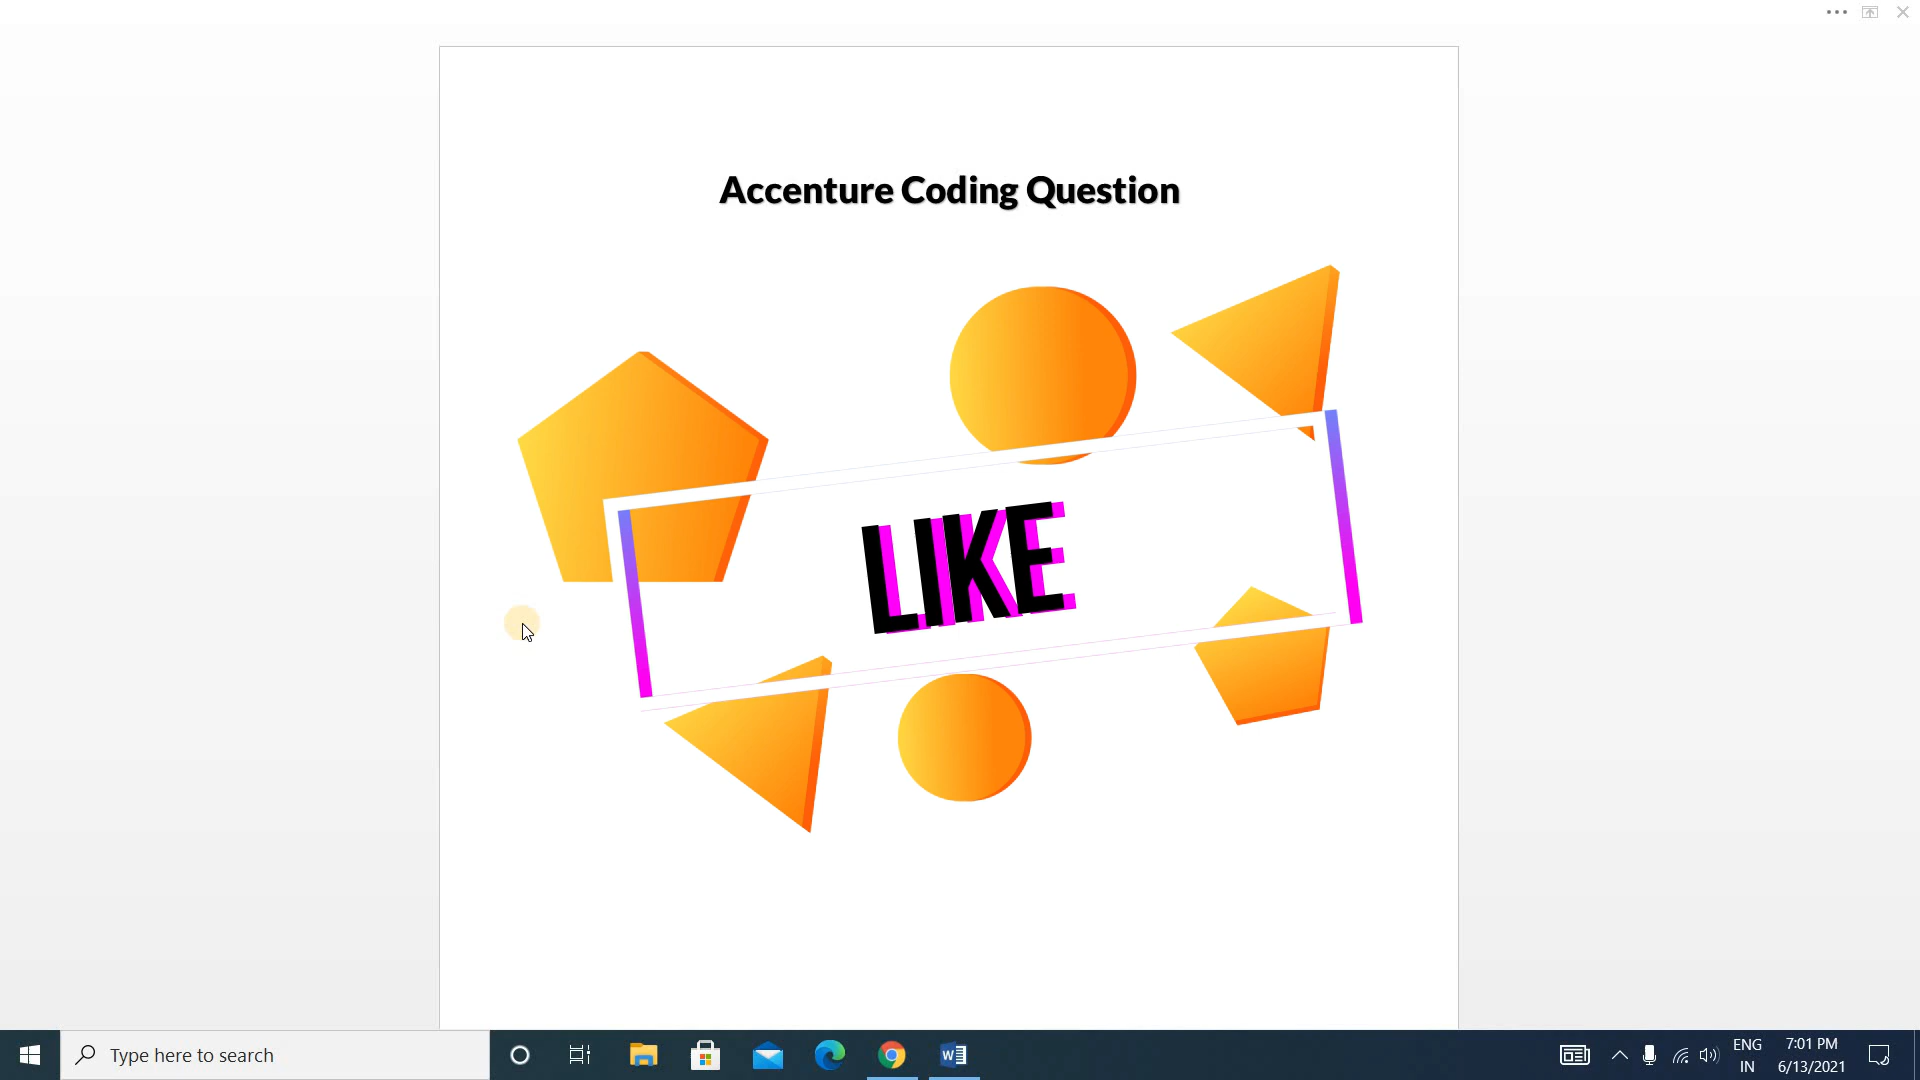 Accenture Coding Question
LIKE
Type here to search
W
ENG
IN
7:01 PM
6/13/2021